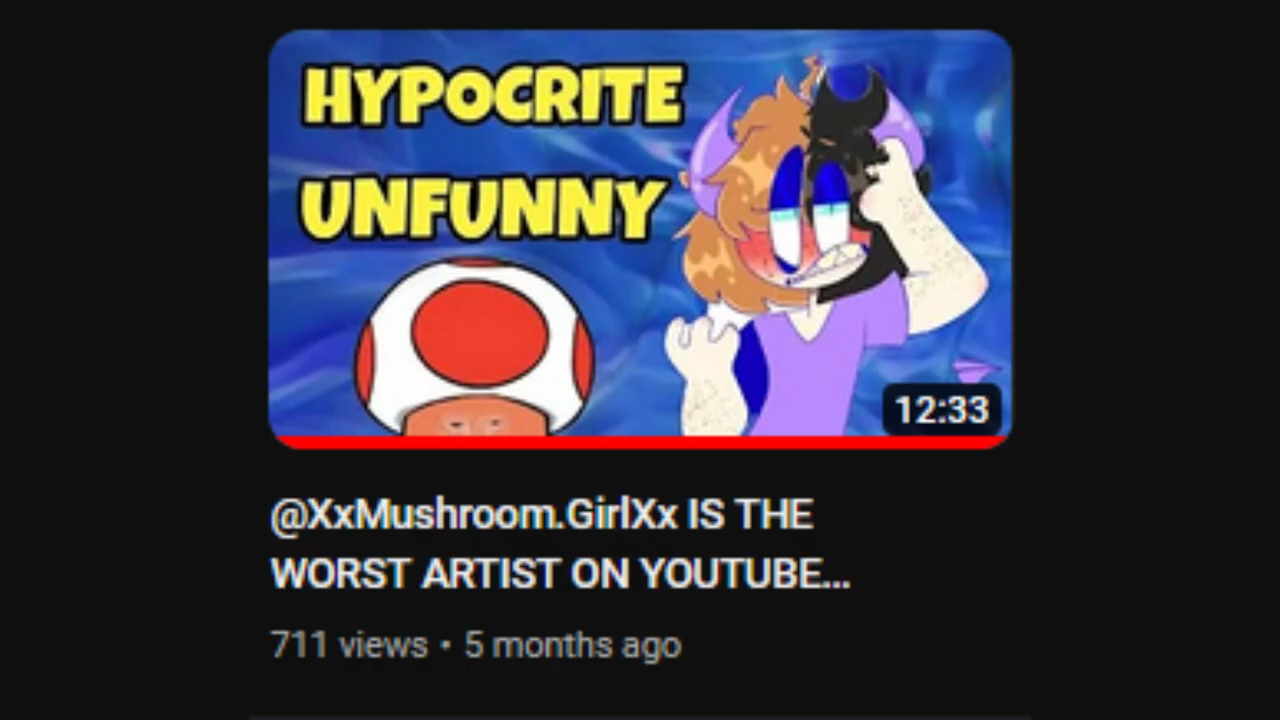 HYPOCRITE
UNFUNNY
12:33
@XxMushroom.GirlXx IS THE
WORST ARTIST ON YOUTUBE...
711 views • 5 months ago